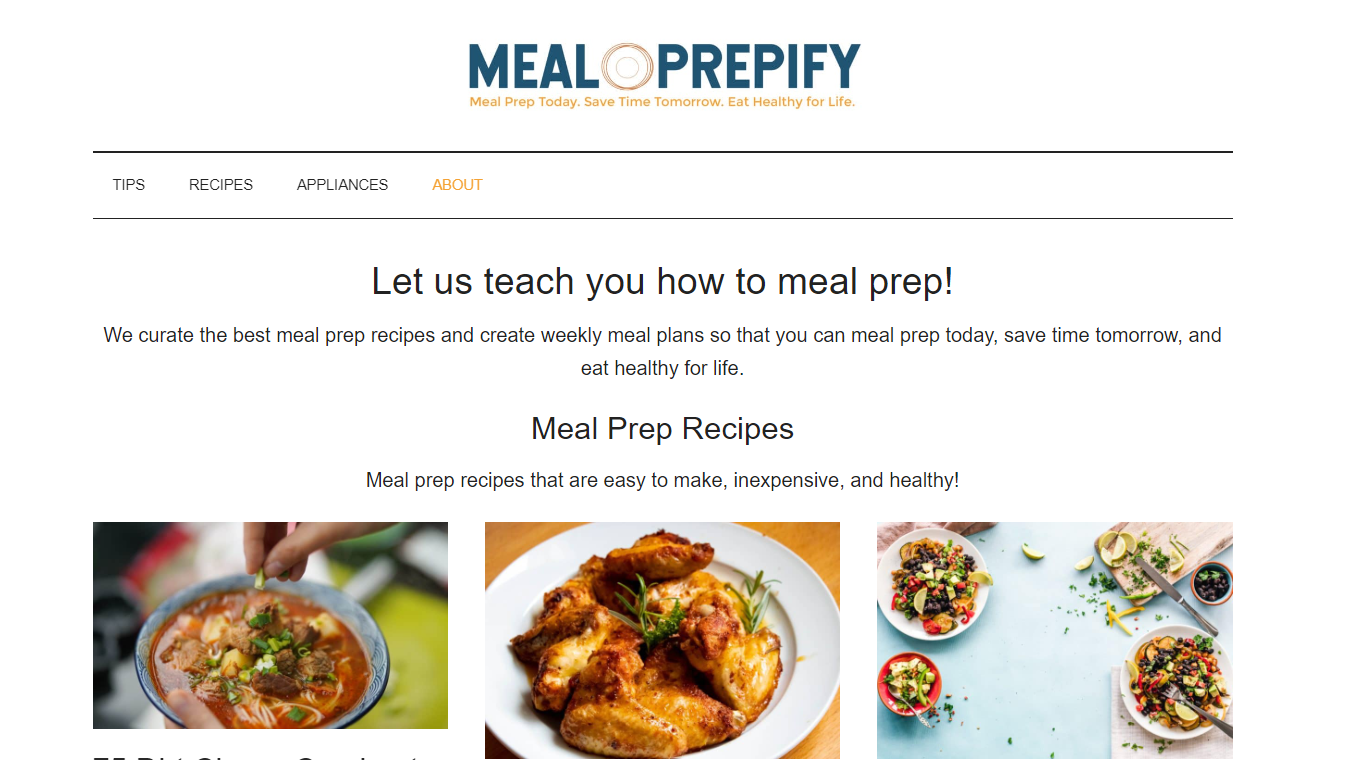 MEAL PREPIFY
Meal Prep Today. Save Time Tomorrow. Eat Healthy for Life.
TIPS RECIPES APPLIANCES ABOUT
Let us teach you how to meal prep!
We curate the best meal prep recipes and create weekly meal plans so that you can meal prep today, save time tomorrow, and
eat healthy for life.
Meal Prep Recipes
Meal prep recipes that are easy to make, inexpensive, and healthy!